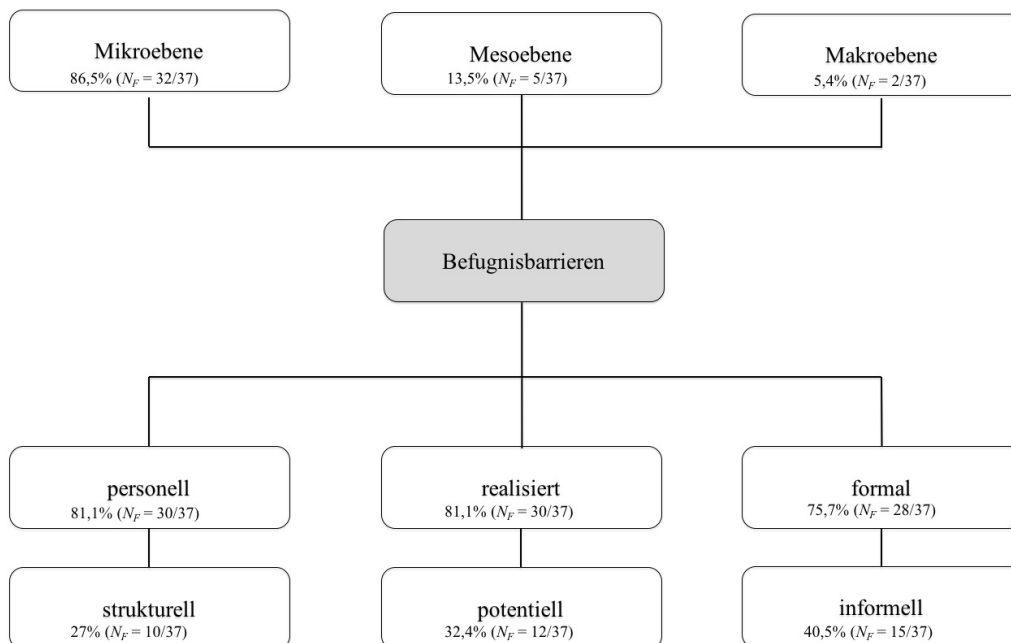 Mikroebene
86,5% (N_F = 32/37)
Mesoebene
13,5% (N_F = 5/37)
Makroebene
5,4% (N_F = 2/37)
Befugnisbarrieren
personell
81,1% (N_F = 30/37)
realisiert
81,1% (N_F = 30/37)
formal
75,7% (N_F = 28/37)
strukturell
27% (N_F = 10/37)
potentiell
32,4% (N_F = 12/37)
informell
40,5% (N_F = 15/37)